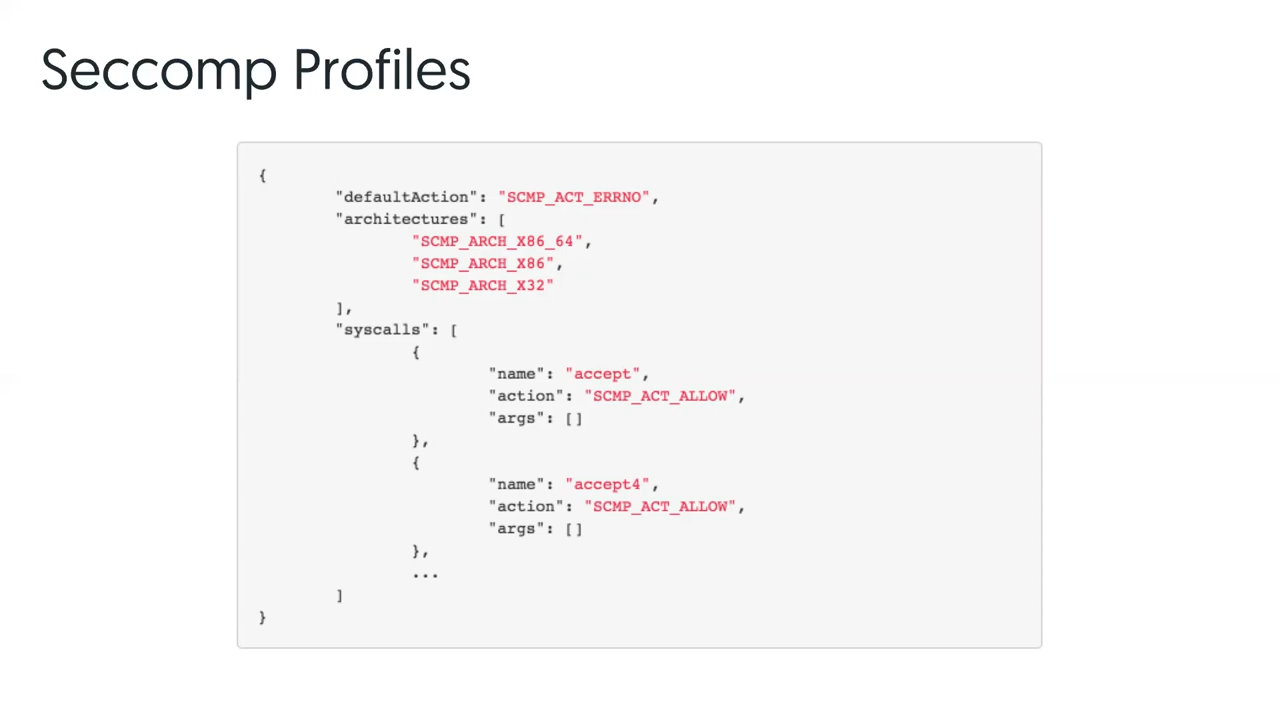 Seccomp Profiles
{
"defaultAction": "SCMP_ACT_ERRNO",
"architectures": [
"SCMP_ARCH_X86_64",
"SCMP_ARCH_X86",
"SCMP_ARCH_X32"
],
"syscalls": [
{
"name": "accept",
"action": "SCMP_ACT_ALLOW",
"args": []
},
{
"name": "accept4",
"action": "SCMP_ACT_ALLOW",
"args": []
},
...
]
}